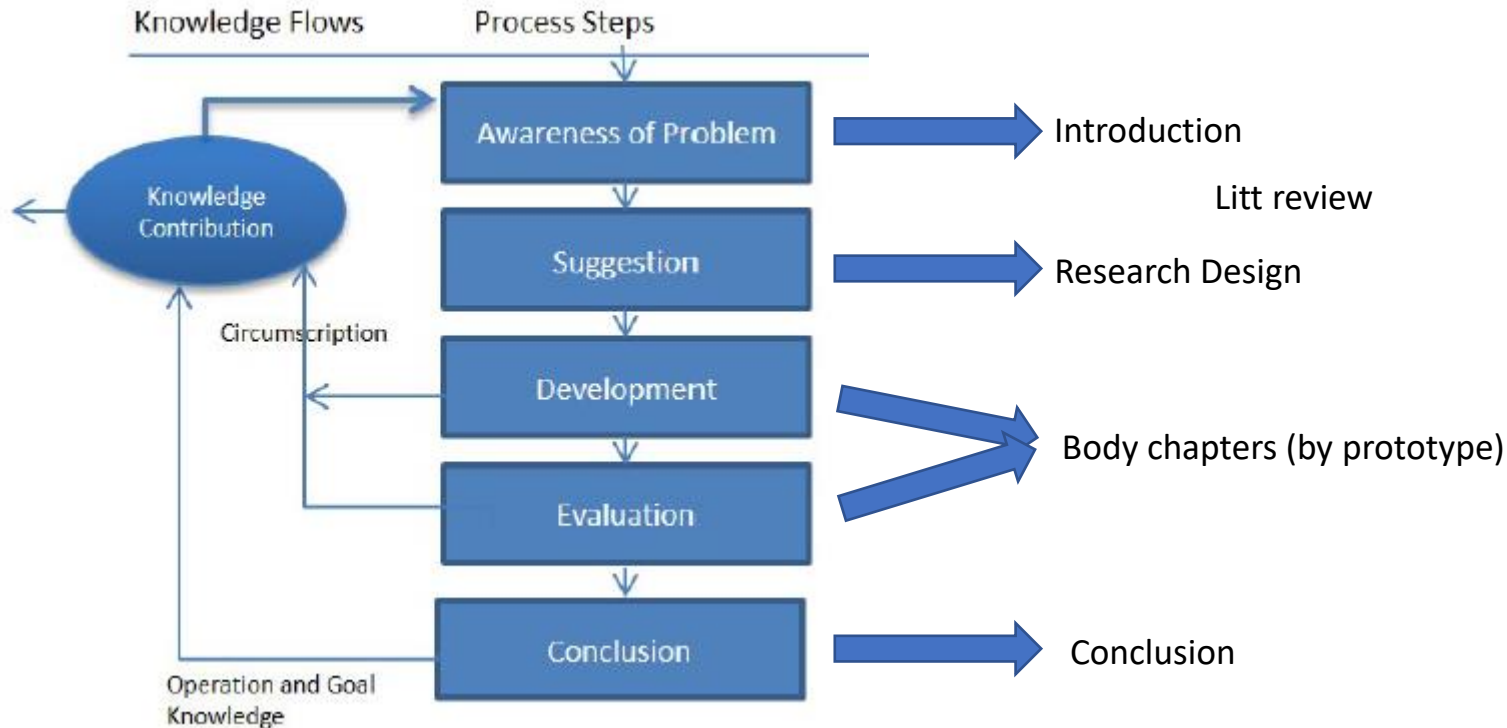 Knowledge Flows
Process Steps
Awareness of Problem
Introduction
Knowledge
Contribution
Litt review
Suggestion
Research Design
Circumscription
Development
Body chapters (by prototype)
Evaluation
Conclusion
Conclusion
Operation and Goal
Knowledge